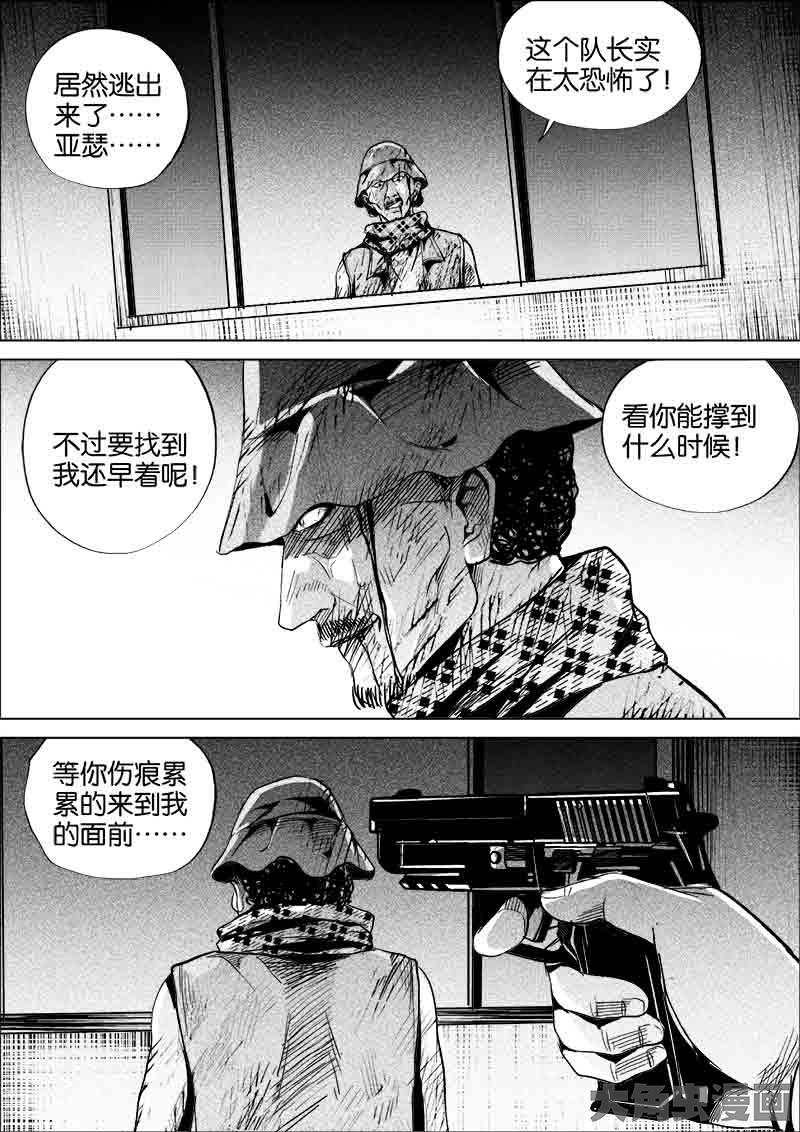 居然逃出
来了……
亚瑟……
这个队长实
在太恐怖了！
不过要找到
我还早着呢！
看你能撑到
什么时候！
等你伤痕累
累的来到我
的面前……
大角虫漫画